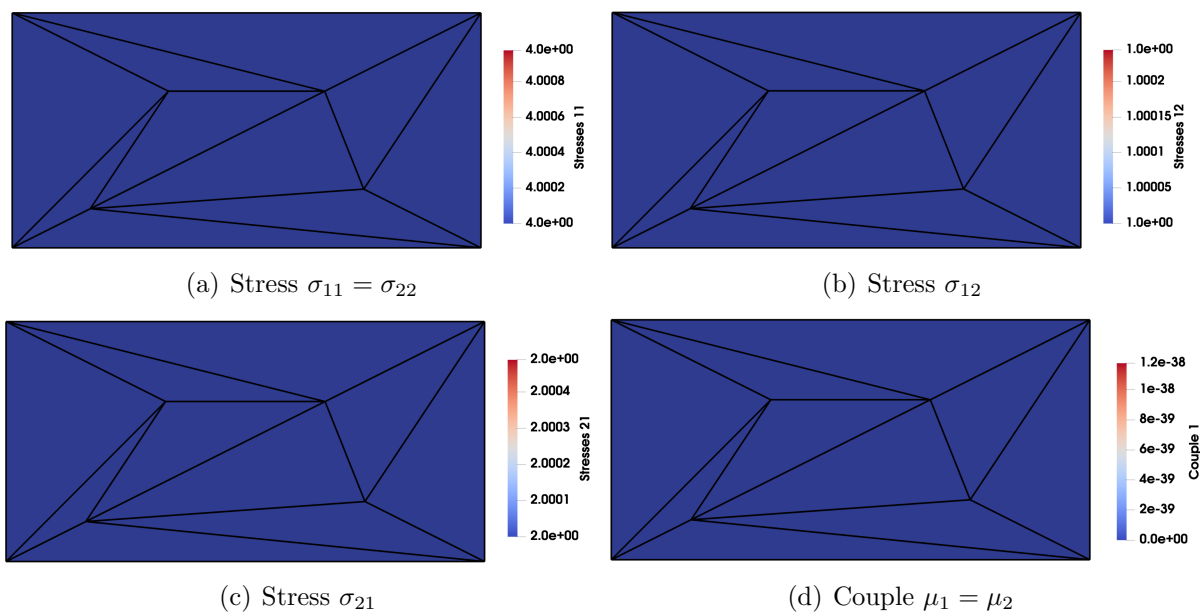 4.0e+00
4.0008
4.0006
4.0004
4.0002
4.0e+00
Stresses 11
(a) Stress σ₁₁ = σ₂₂
1.0e+00
1.0002
1.00015
1.0001
1.00005
1.0e+00
Stresses 12
(b) Stress σ₁₂
2.0e+00
2.0004
2.0003
2.0002
2.0001
2.0e+00
Stresses 21
(c) Stress σ₂₁
1.2e-38
1e-38
8e-39
6e-39
4e-39
2e-39
0.0e+00
Couple 1
(d) Couple μ₁ = μ₂